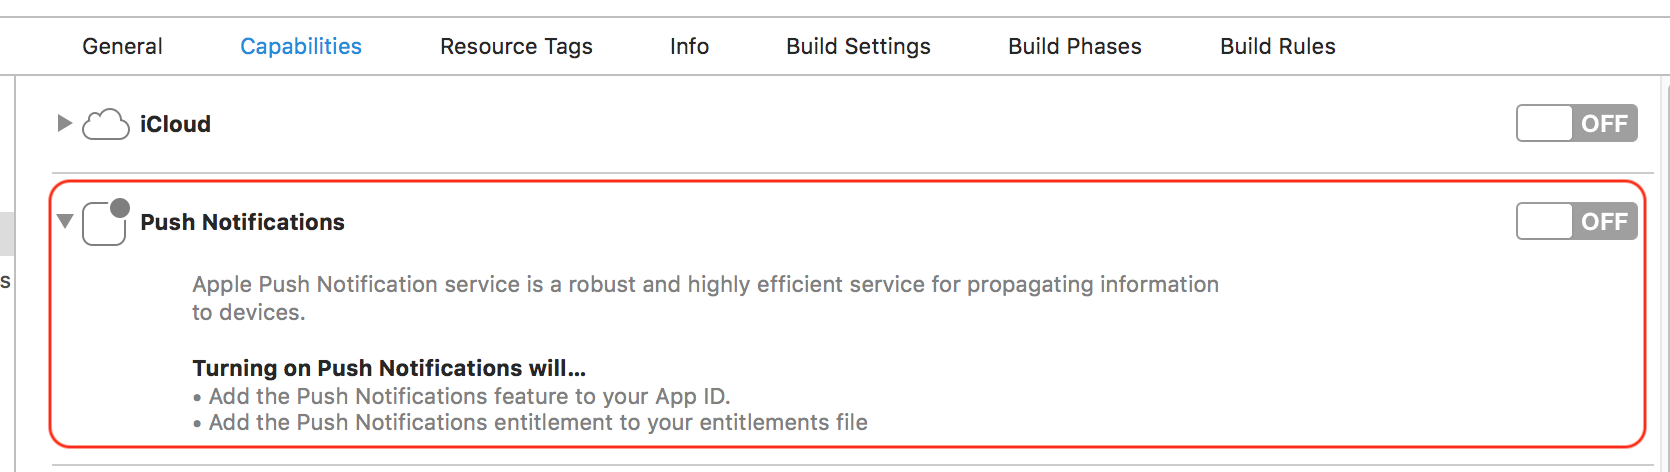 General Capabilities Resource Tags Info Build Settings Build Phases Build Rules
iCloud OFF
Push Notifications OFF
s
Apple Push Notification service is a robust and highly efficient service for propagating information
to devices.
Turning on Push Notifications will...
• Add the Push Notifications feature to your App ID.
• Add the Push Notifications entitlement to your entitlements file